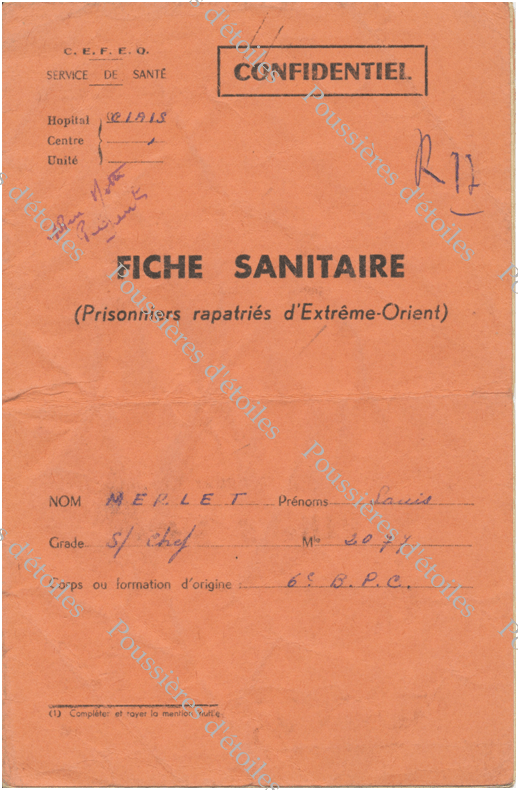 C. E. F. E. O.
SERVICE DE SANTÉ
CONFIDENTIEL
Hopital
Centre
Unité
R 17
FICHE SANITAIRE
(Prisonniers rapatriés d'Extrême-Orient)
NOM MERLET Prénoms Louis
Grade S/ Chef Mle 2077
Corps ou formation d'origine 6e B.P.C.
(1) Compléter et rayer la mention inutile.
Poussières d'étoiles